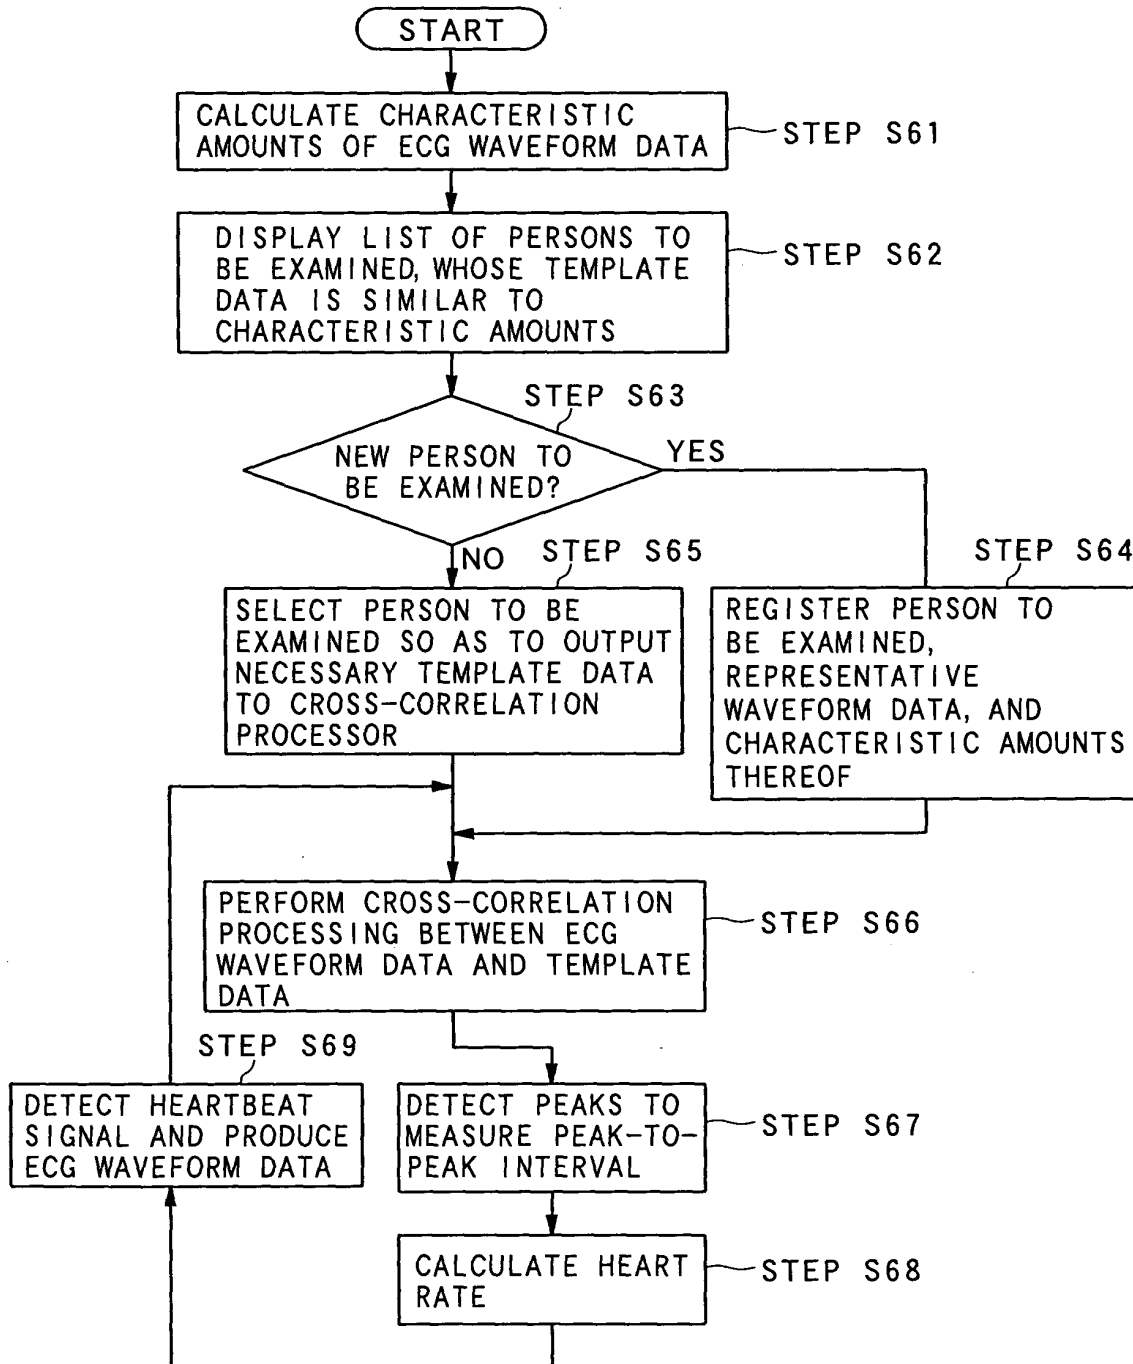 START
CALCULATE CHARACTERISTIC
AMOUNTS OF ECG WAVEFORM DATA
STEP S61
DISPLAY LIST OF PERSONS TO
BE EXAMINED, WHOSE TEMPLATE
DATA IS SIMILAR TO
CHARACTERISTIC AMOUNTS
STEP S62
STEP S63
NEW PERSON TO
BE EXAMINED?
YES
NO
STEP S65
SELECT PERSON TO BE
EXAMINED SO AS TO OUTPUT
NECESSARY TEMPLATE DATA
TO CROSS-CORRELATION
PROCESSOR
STEP S64
REGISTER PERSON TO
BE EXAMINED,
REPRESENTATIVE
WAVEFORM DATA, AND
CHARACTERISTIC AMOUNTS
THEREOF
PERFORM CROSS-CORRELATION
PROCESSING BETWEEN ECG
WAVEFORM DATA AND TEMPLATE
DATA
STEP S66
STEP S69
DETECT HEARTBEAT
SIGNAL AND PRODUCE
ECG WAVEFORM DATA
DETECT PEAKS TO
MEASURE PEAK-TO-
PEAK INTERVAL
STEP S67
CALCULATE HEART
RATE
STEP S68